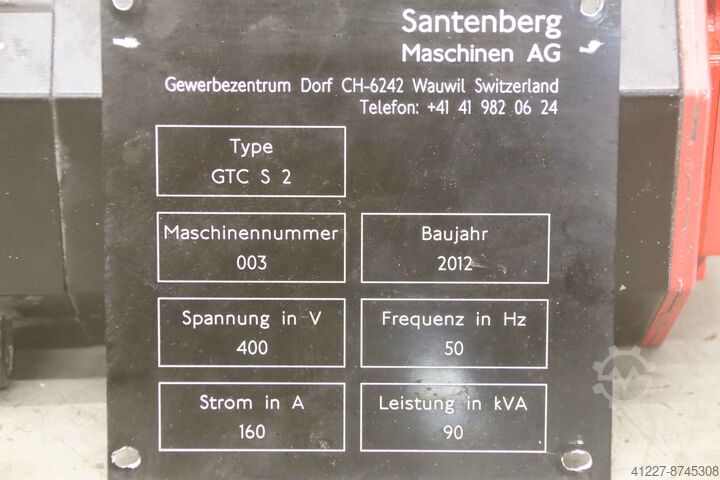 Santenberg
Maschinen AG
Gewerbezentrum Dorf CH-6242 Wauwil Switzerland
Telefon: +41 41 982 06 24
Type
GTC S 2
Maschinennummer
003
Baujahr
2012
Spannung in V
400
Frequenz in Hz
50
Strom in A
160
Leistung in kVA
90
41227-8745308